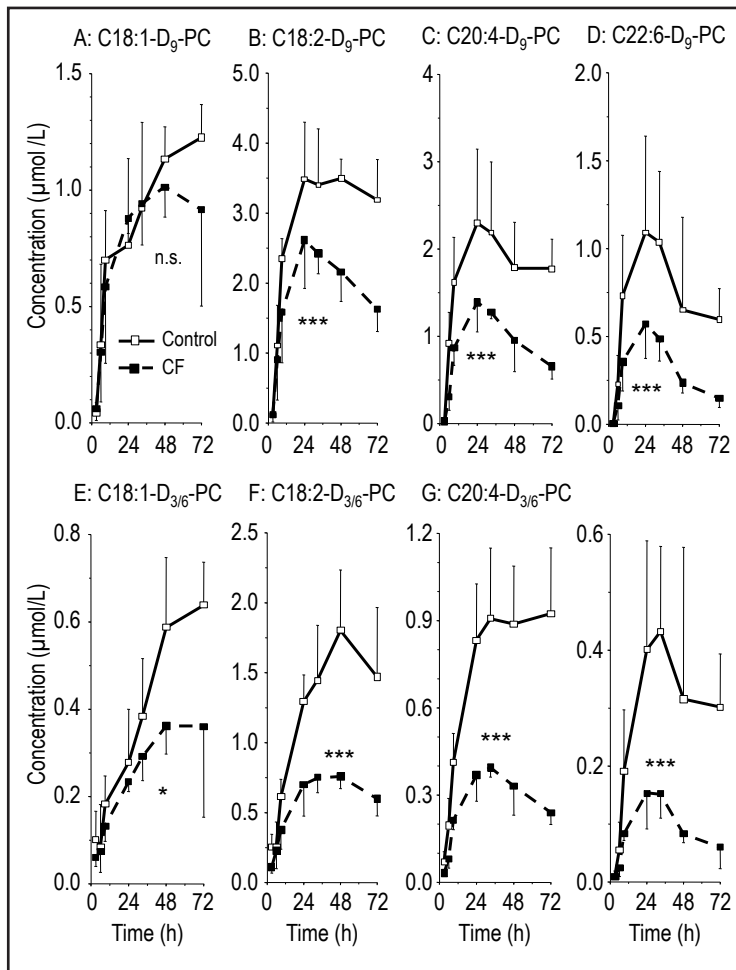 A: C18:1-D9-PC
B: C18:2-D9-PC
C: C20:4-D9-PC
D: C22:6-D9-PC
Concentration (µmol /L)
1.5
1.0
0.5
0.0
5.0
4.0
3.0
2.0
1.0
0.0
4
3
2
1
0
2.0
1.5
1.0
0.5
0.0
n.s.
Control
CF
***
***
***
0 24 48 72
0 24 48 72
0 24 48 72
0 24 48 72
E: C18:1-D3/6-PC
F: C18:2-D3/6-PC
G: C20:4-D3/6-PC
Concentration (µmol/L)
0.8
0.6
0.4
0.2
0.0
2.5
2.0
1.5
1.0
0.5
0.0
1.2
0.9
0.6
0.3
0.0
0.6
0.4
0.2
0.0
*
***
***
***
0 24 48 72
0 24 48 72
0 24 48 72
0 24 48 72
Time (h)
Time (h)
Time (h)
Time (h)